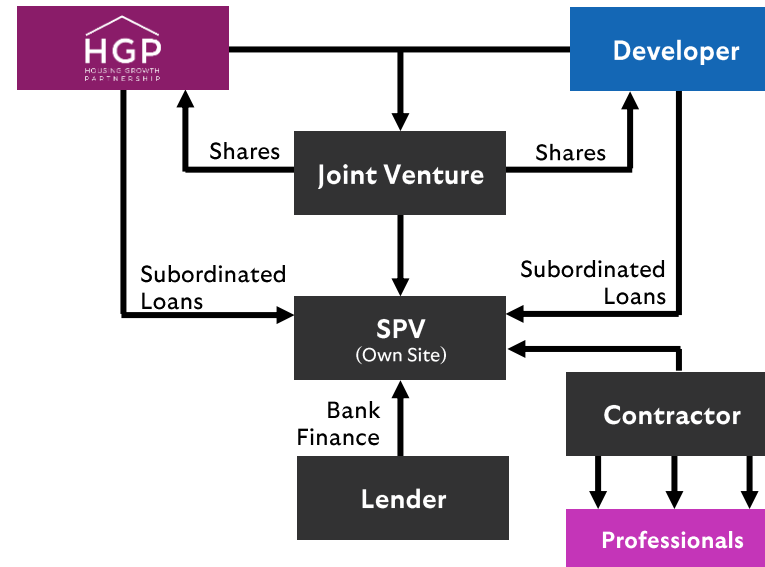 HGP
HOUSING GROWTH
PARTNERSHIP
Developer
Shares
Shares
Joint Venture
Subordinated
Loans
Subordinated
Loans
SPV
(Own Site)
Bank
Finance
Contractor
Lender
Professionals